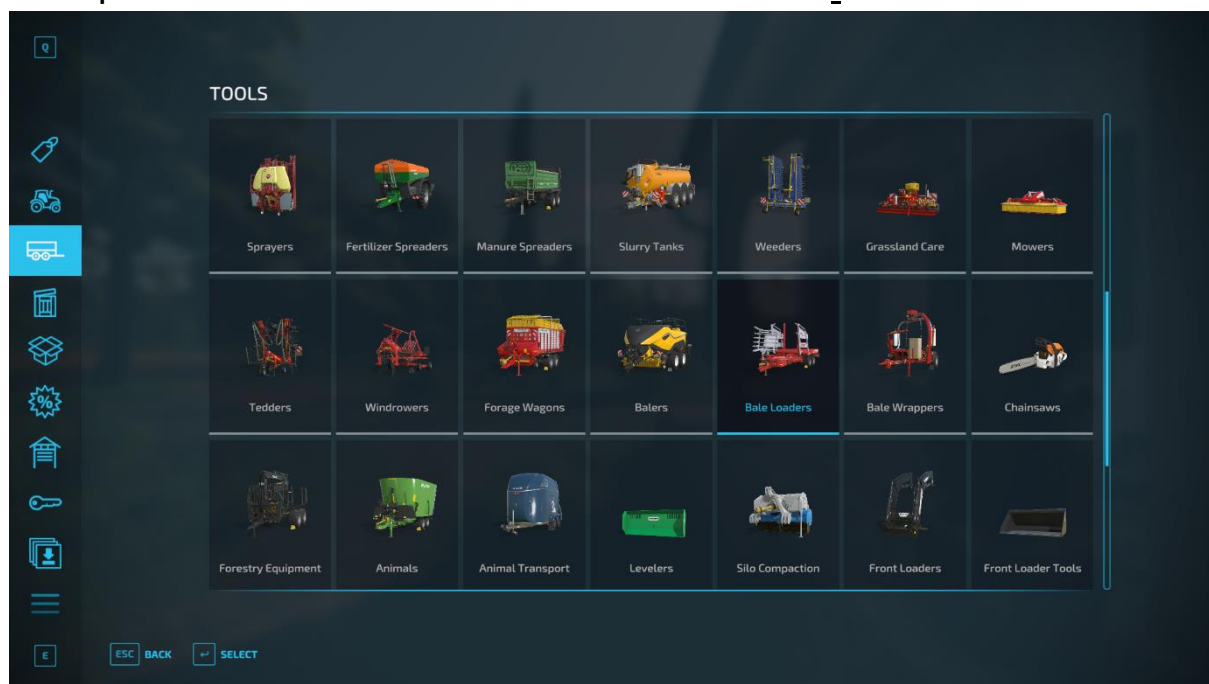 Q
TOOLS
Sprayers
Fertilizer Spreaders
Manure Spreaders
Slurry Tanks
Weeders
Grassland Care
Mowers
Tedders
Windrowers
Forage Wagons
Balers
Bale Loaders
Bale Wrappers
Chainsaws
Forestry Equipment
Animals
Animal Transport
Levelers
Silo Compaction
Front Loaders
Front Loader Tools
E
ESC BACK
SELECT